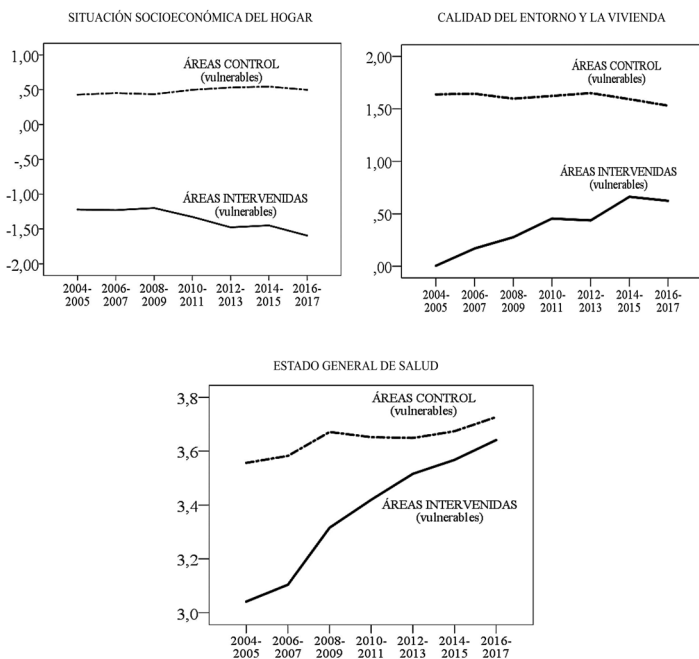 SITUACIÓN SOCIOECONÓMICA DEL HOGAR
1,00
,50
,00
-,50
-1,00
-1,50
-2,00
ÁREAS CONTROL
(vulnerables)
ÁREAS INTERVENIDAS
(vulnerables)
2004- 2006- 2008- 2010- 2012- 2014- 2016-
2005 2007 2009 2011 2013 2015 2017
CALIDAD DEL ENTORNO Y LA VIVIENDA
2,00
1,50
1,00
,50
,00
ÁREAS CONTROL
(vulnerables)
ÁREAS INTERVENIDAS
(vulnerables)
2004- 2006- 2008- 2010- 2012- 2014- 2016-
2005 2007 2009 2011 2013 2015 2017
ESTADO GENERAL DE SALUD
3,8
3,6
3,4
3,2
3,0
ÁREAS CONTROL
(vulnerables)
ÁREAS INTERVENIDAS
(vulnerables)
2004- 2006- 2008- 2010- 2012- 2014- 2016-
2005 2007 2009 2011 2013 2015 2017